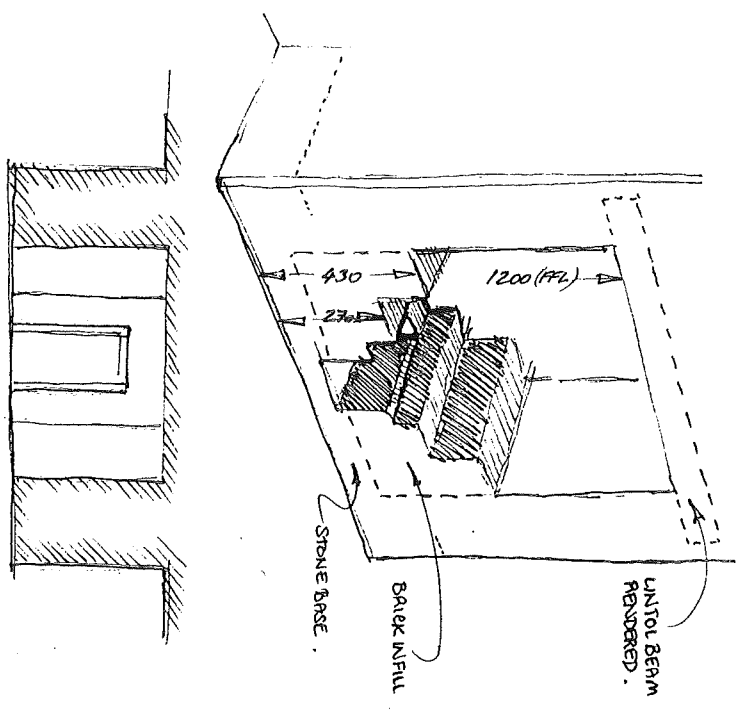 430
270
1200 (FFL)
LINTOL BEAM
RENDERED.
BRICK INFILL
STONE BASE.